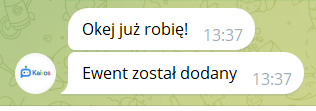 Okej już robię! 13:37
Kairos
Ewent został dodany 13:37